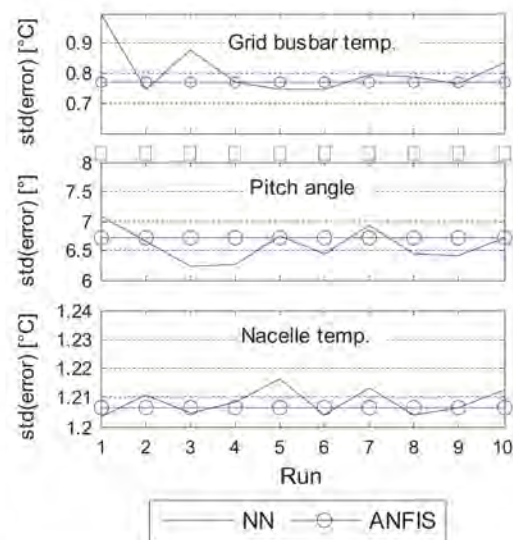 Grid busbar temp.
std(error) [°C]
0.9
0.8
0.7
Pitch angle
std(error) [°]
8
7.5
7
6.5
6
Nacelle temp.
std(error) [°C]
1.24
1.23
1.22
1.21
1.2
1 2 3 4 5 6 7 8 9 10
Run
NN ANFIS